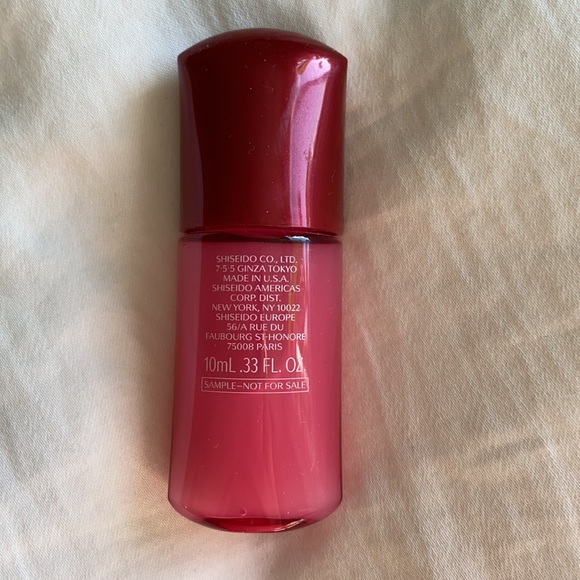 SHISEIDO CO., LTD.
7·5·5 GINZA TOKYO
MADE IN U.S.A.
SHISEIDO AMERICAS
CORP. DIST.
NEW YORK, NY 10022
SHISEIDO EUROPE
56/A RUE DU
FAUBOURG ST-HONORE
75008 PARIS
10mL .33 FL. OZ.
SAMPLE–NOT FOR SALE